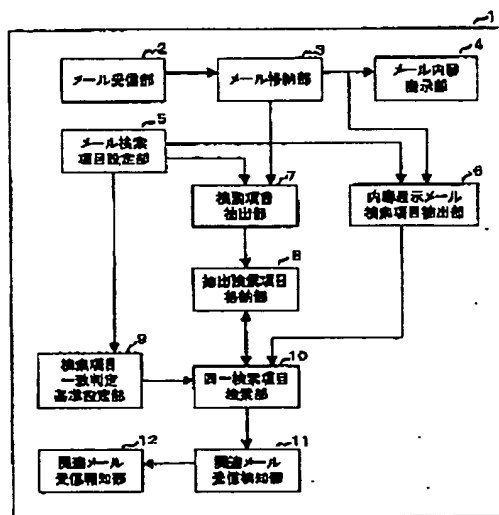 1
2
メール受信部
3
メール格納部
4
メール内容
表示部
5
メール検索
項目設定部
6
内容表示メール
検索項目抽出部
7
検索項目
抽出部
8
抽出検索項目
格納部
9
検索項目
一致判定
基準設定部
10
同一検索項目
検索部
11
関連メール
受信検知部
12
関連メール
受信報知部